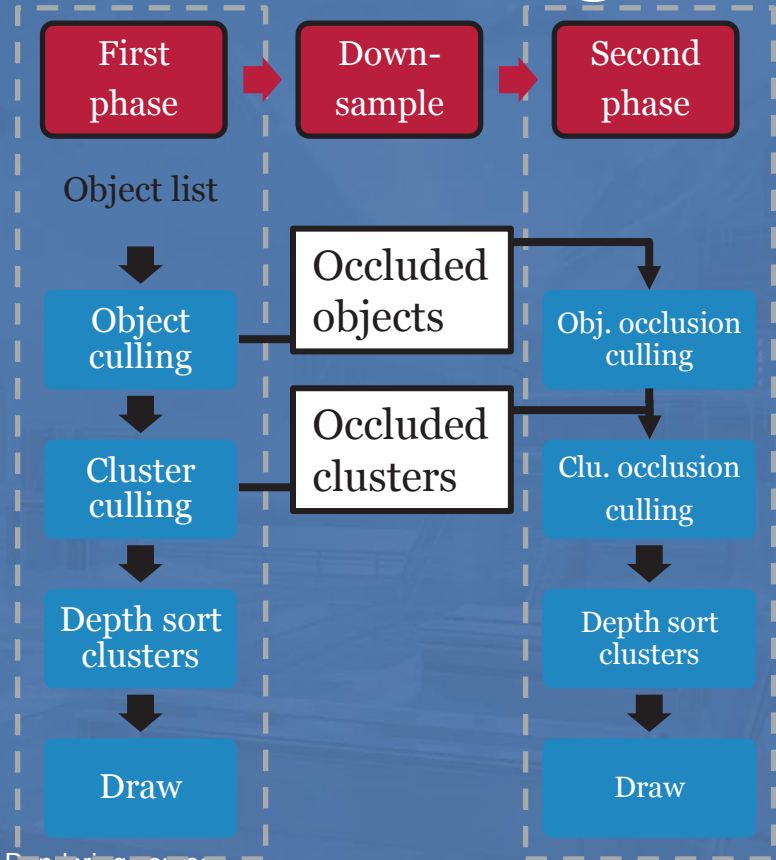 First
phase
Down-
sample
Second
phase
Object list
Occluded
objects
Object
culling
Obj. occlusion
culling
Occluded
clusters
Cluster
culling
Clu. occlusion
culling
Depth sort
clusters
Depth sort
clusters
Draw
Draw